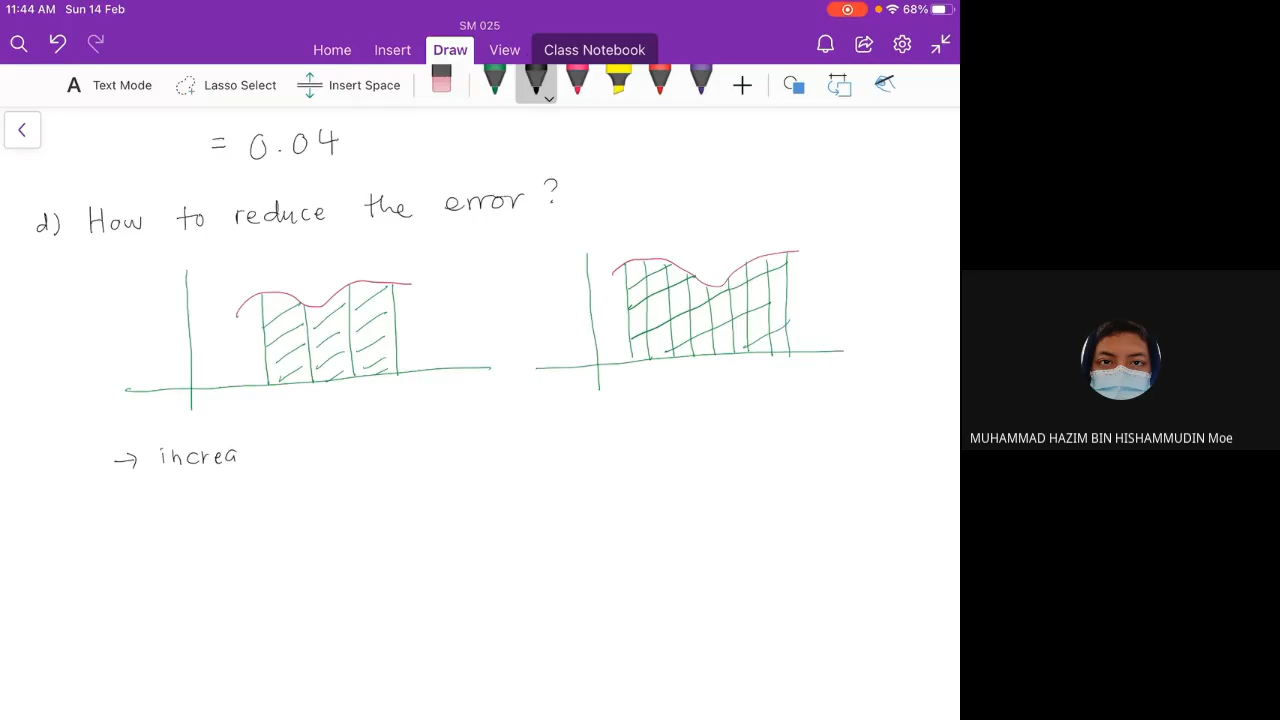 11:44 AM Sun 14 Feb
68%
SM 025
Home Insert Draw View Class Notebook
Text Mode Lasso Select Insert Space
= 0.04
d) How to reduce the error?
→ increa
MUHAMMAD HAZIM BIN HISHAMMUDIN Moe